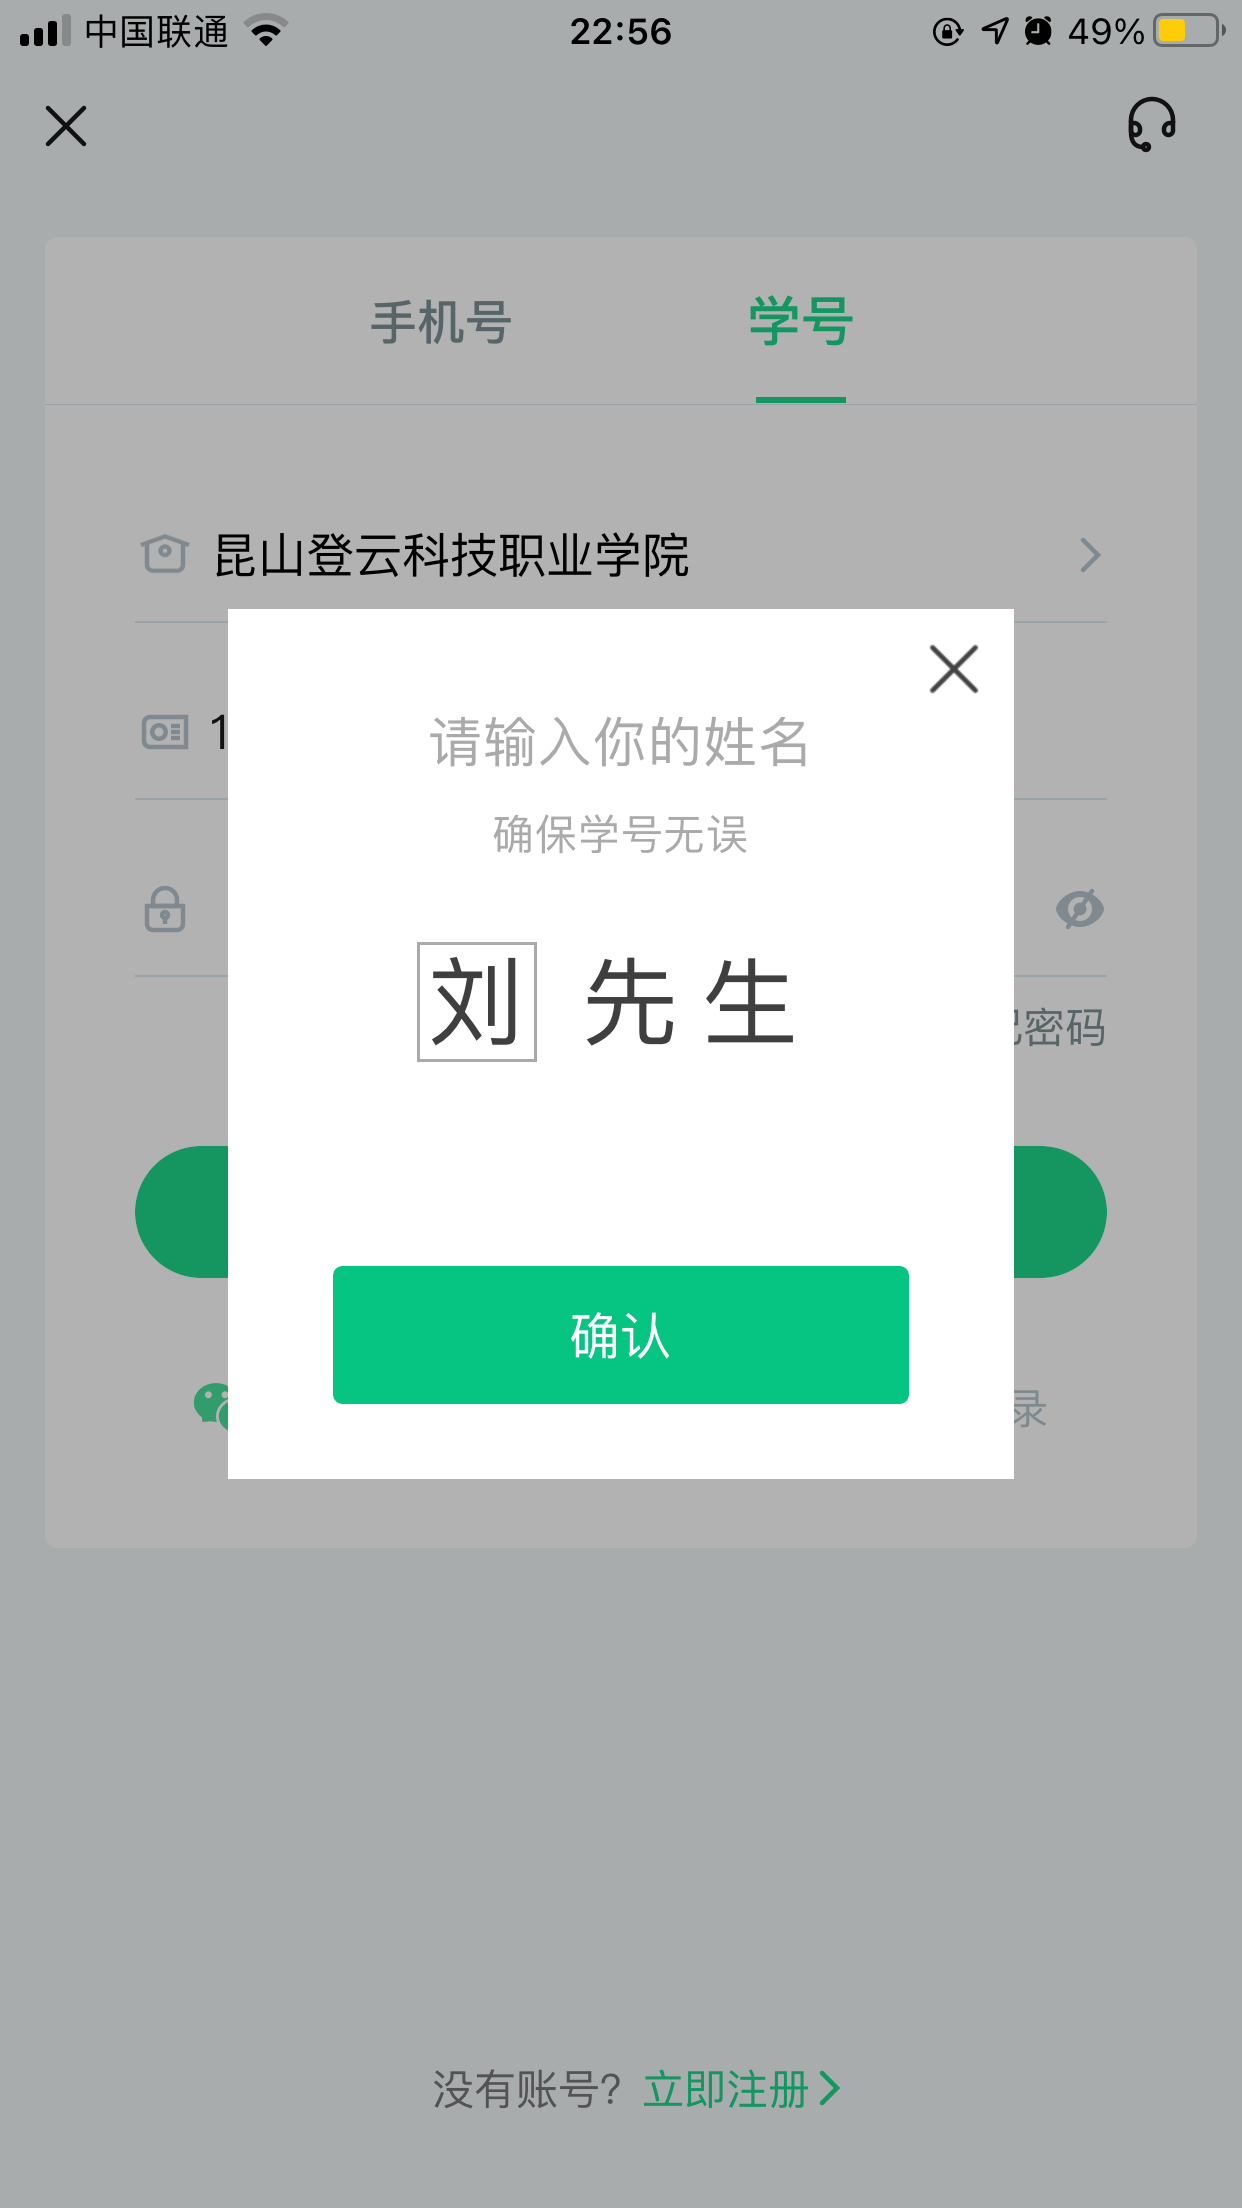 中国联通 22:56 49%
手机号 学号
昆山登云科技职业学院
1
请输入你的姓名
确保学号无误
刘 先 生
密码
确认
录
没有账号? 立即注册